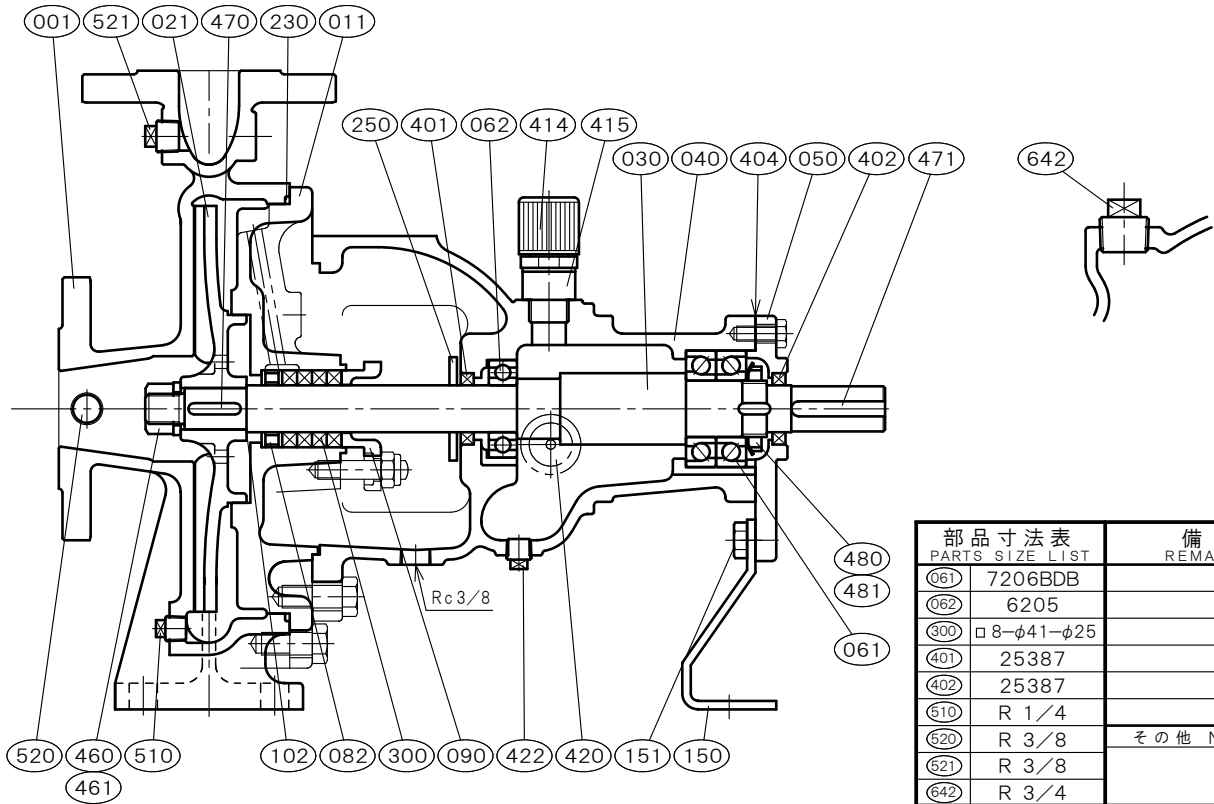 001 521 021 470 230 011
250 401 062 414 415 030 040 404 050 402 471 642
Rc3/8
480
481
061
520 460 510 102 082 300 090 422 420 151 150
461
部品寸法表 備
PARTS SIZE LIST REMA
061 7206BDB
062 6205
300 □8-φ41-φ25
401 25387
402 25387
510 R 1/4
520 R 3/8 その他 N
521 R 3/8
642 R 3/4